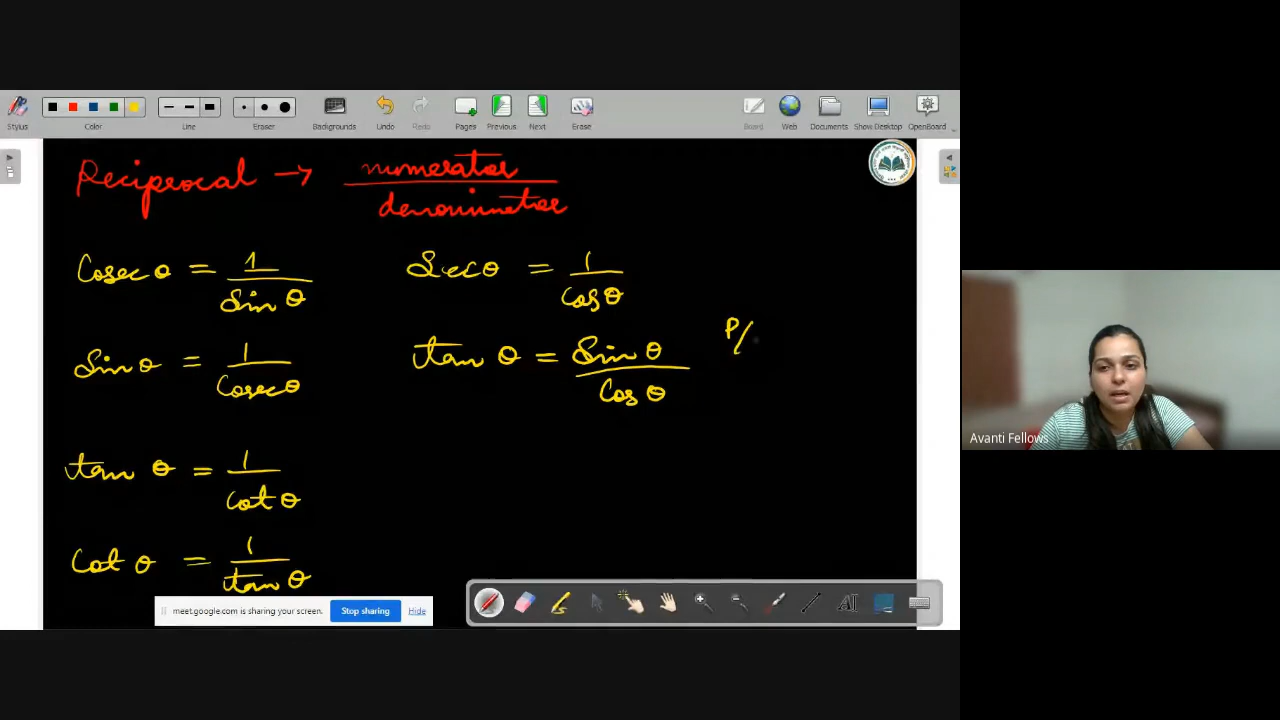 Stylus
Color
Line
Eraser
Backgrounds
Undo
Redo
Pages
Previous
Next
Erase
Board
Web
Documents
Show Desktop
OpenBoard
Reciprocal → numerator / denominator
Cosec θ = 1 / Sin θ
Sec θ = 1 / Cos θ
Sin θ = 1 / Cosec θ
tan θ = Sin θ / Cos θ
P/
tan θ = 1 / Cot θ
Cot θ = 1 / tan θ
Avanti Fellows
meet.google.com is sharing your screen.
Stop sharing
Hide